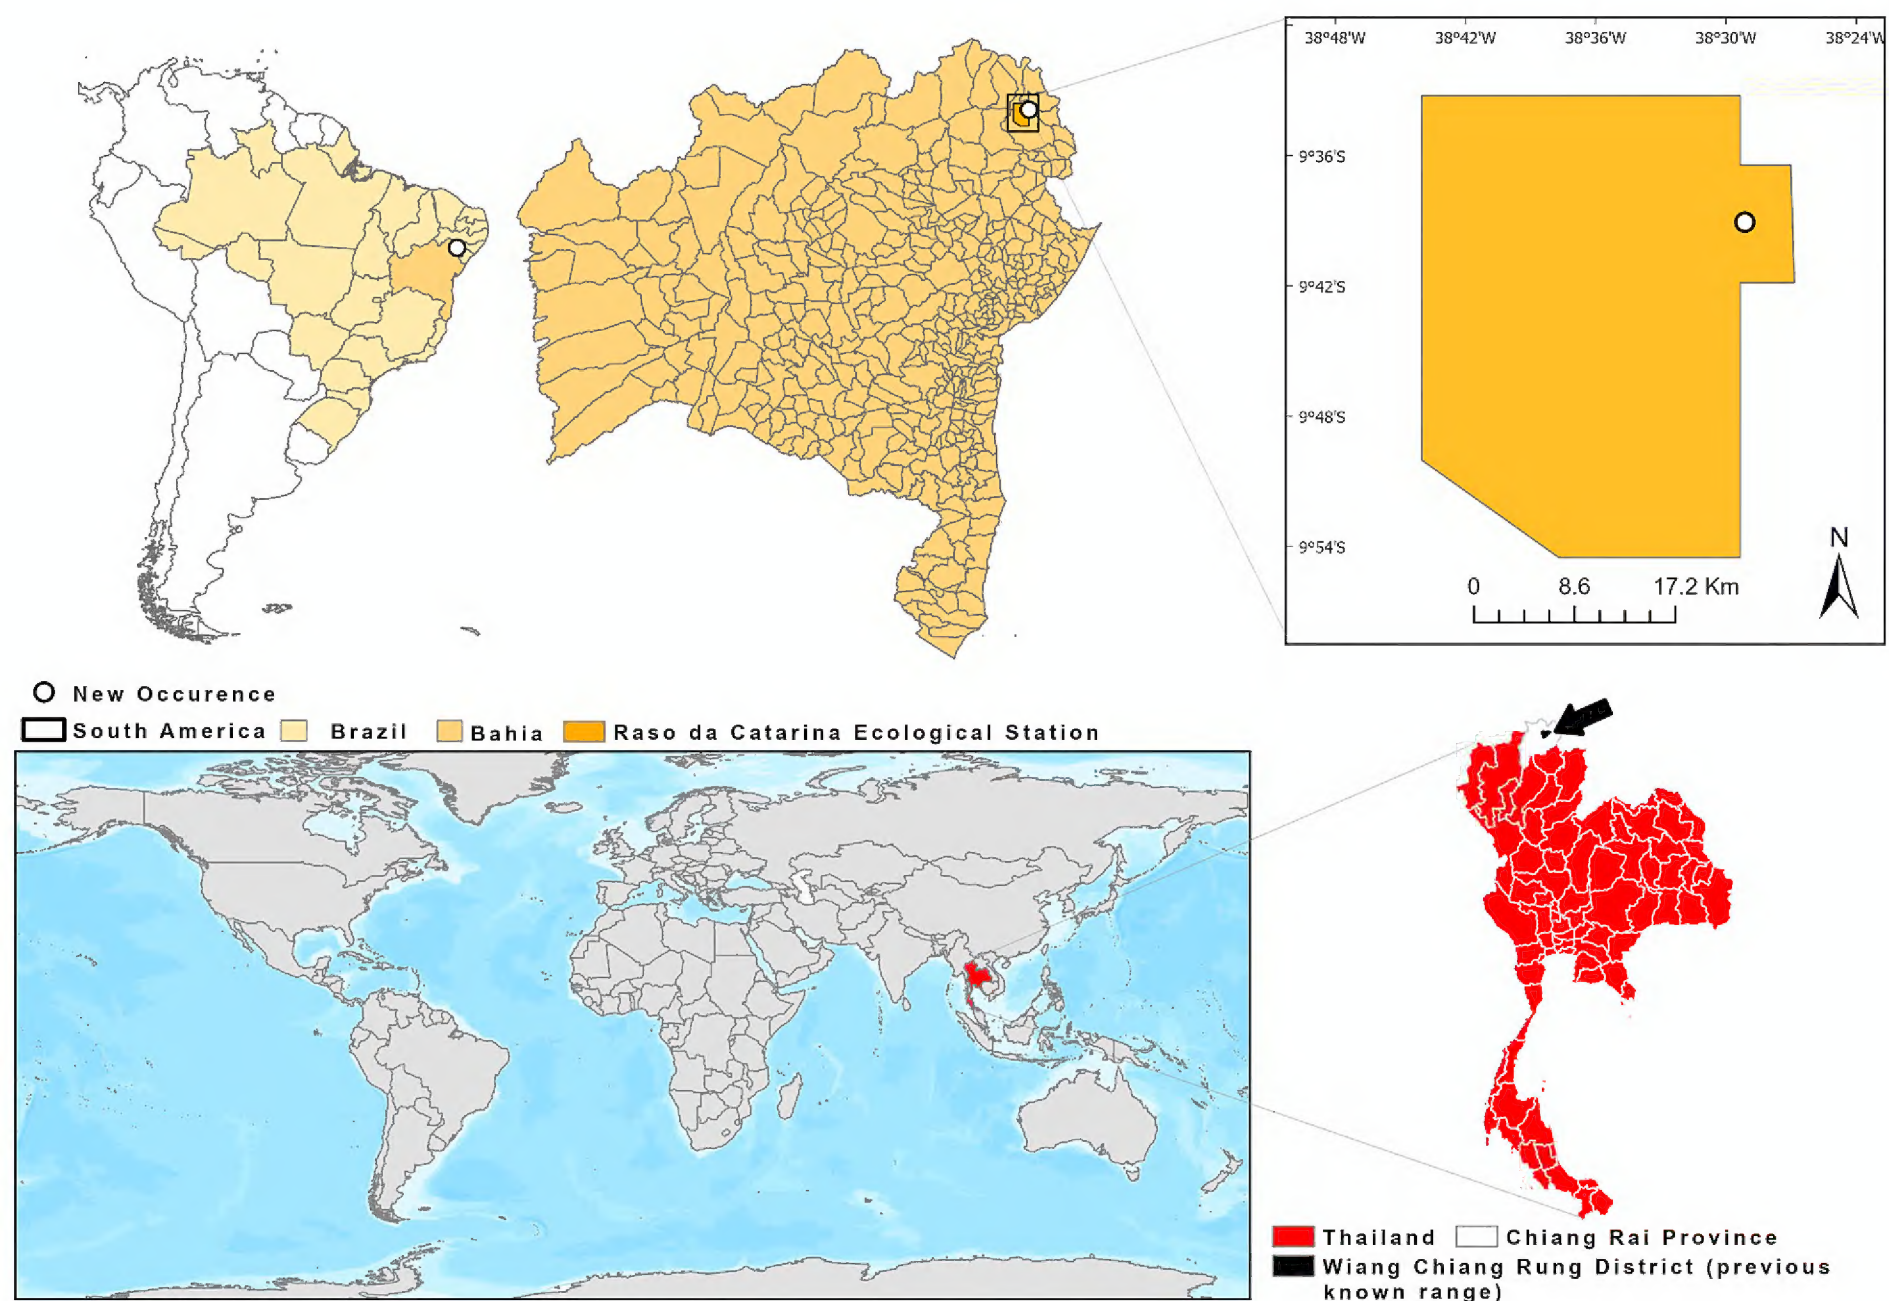 38°48'W 38°42'W 38°36'W 38°30'W 38°24'W
9°36'S
9°42'S
9°48'S
9°54'S
N
0 8.6 17.2 Km
New Occurence
South America Brazil Bahia Raso da Catarina Ecological Station
Thailand Chiang Rai Province
Wiang Chiang Rung District (previous
known range)